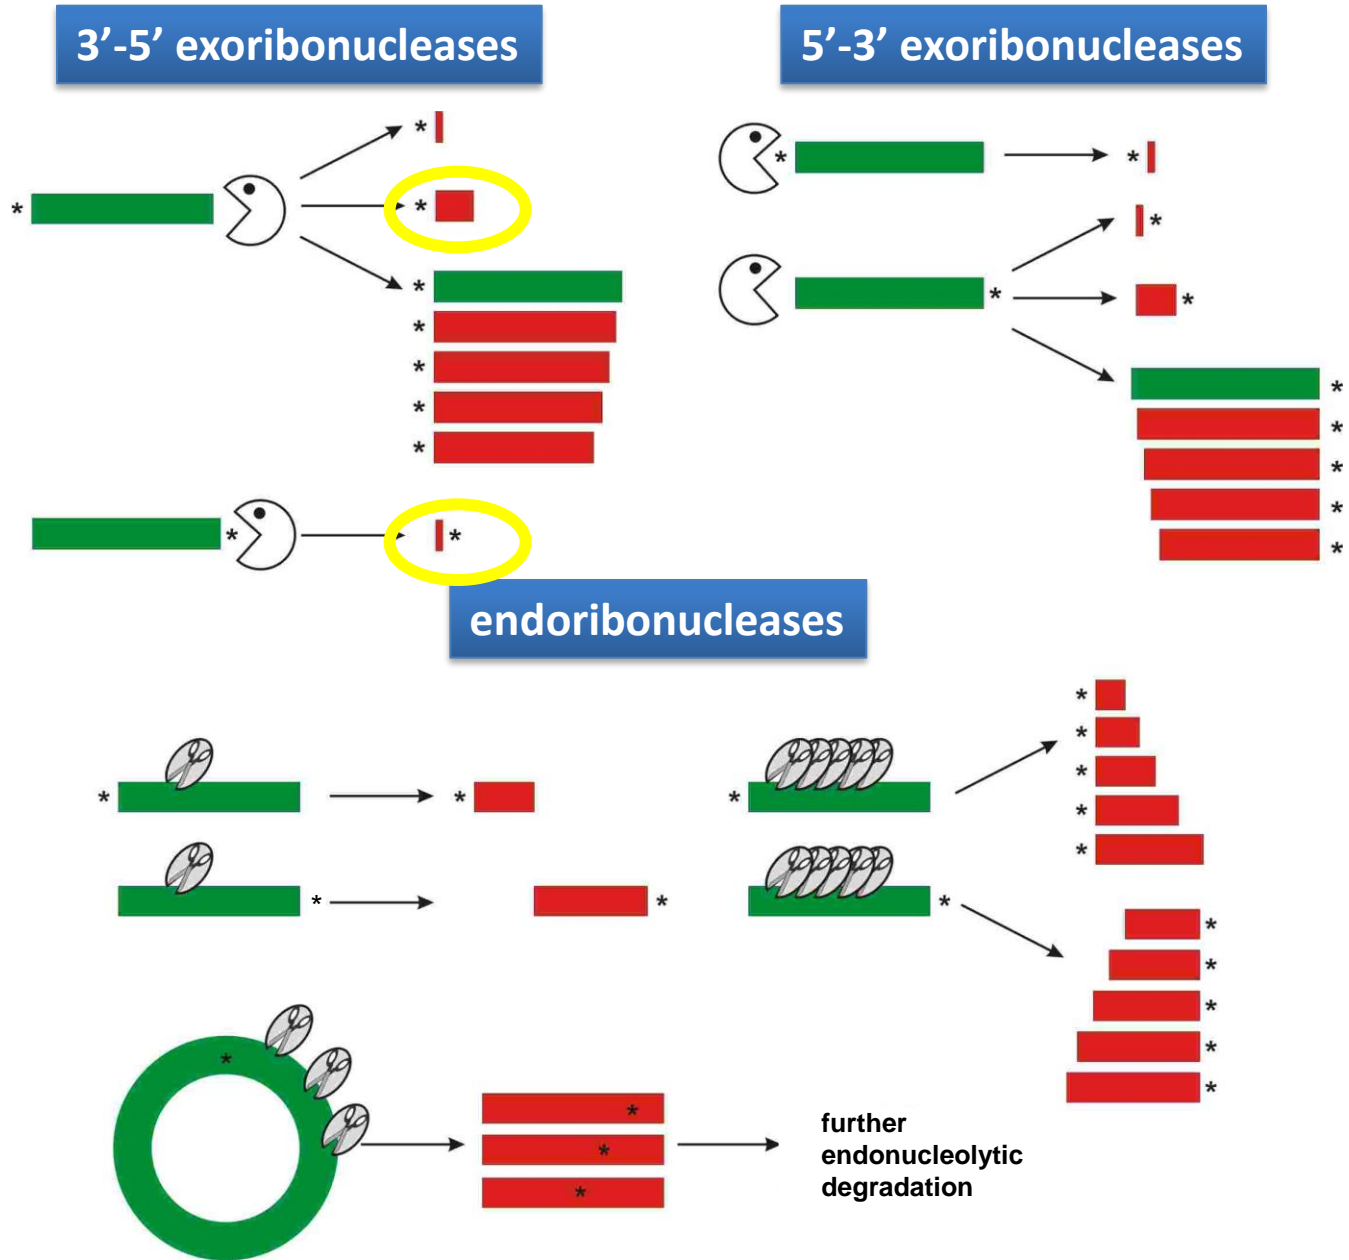 3’-5’ exoribonucleases
5’-3’ exoribonucleases
endoribonucleases
further
endonucleolytic
degradation